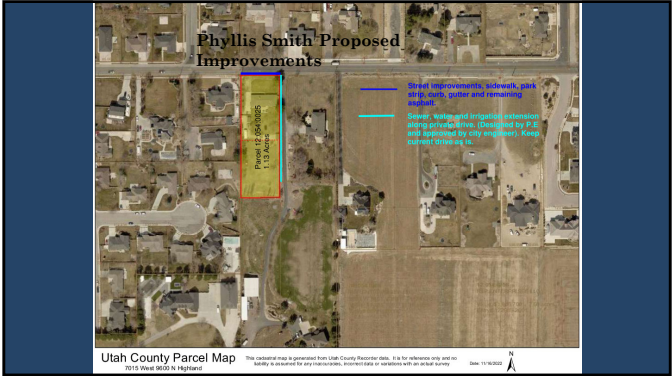 Phyllis Smith Proposed
Improvements
Street improvements, sidewalk, park
strip, curb, gutter and remaining
asphalt.
Sewer, water and irrigation extension
along private drive. (Designed by P.E
and approved by city engineer). Keep
current drive as is.
Parcel 12:054:0025
1.13 Acres
Utah County Parcel Map
7015 West 9600 N Highland
This cadastral map is generated from Utah County Recorder data. It is for reference only and no
liability is assumed for any inaccuracies, incorrect data or variations with an actual survey
Date: 11/16/2022
N